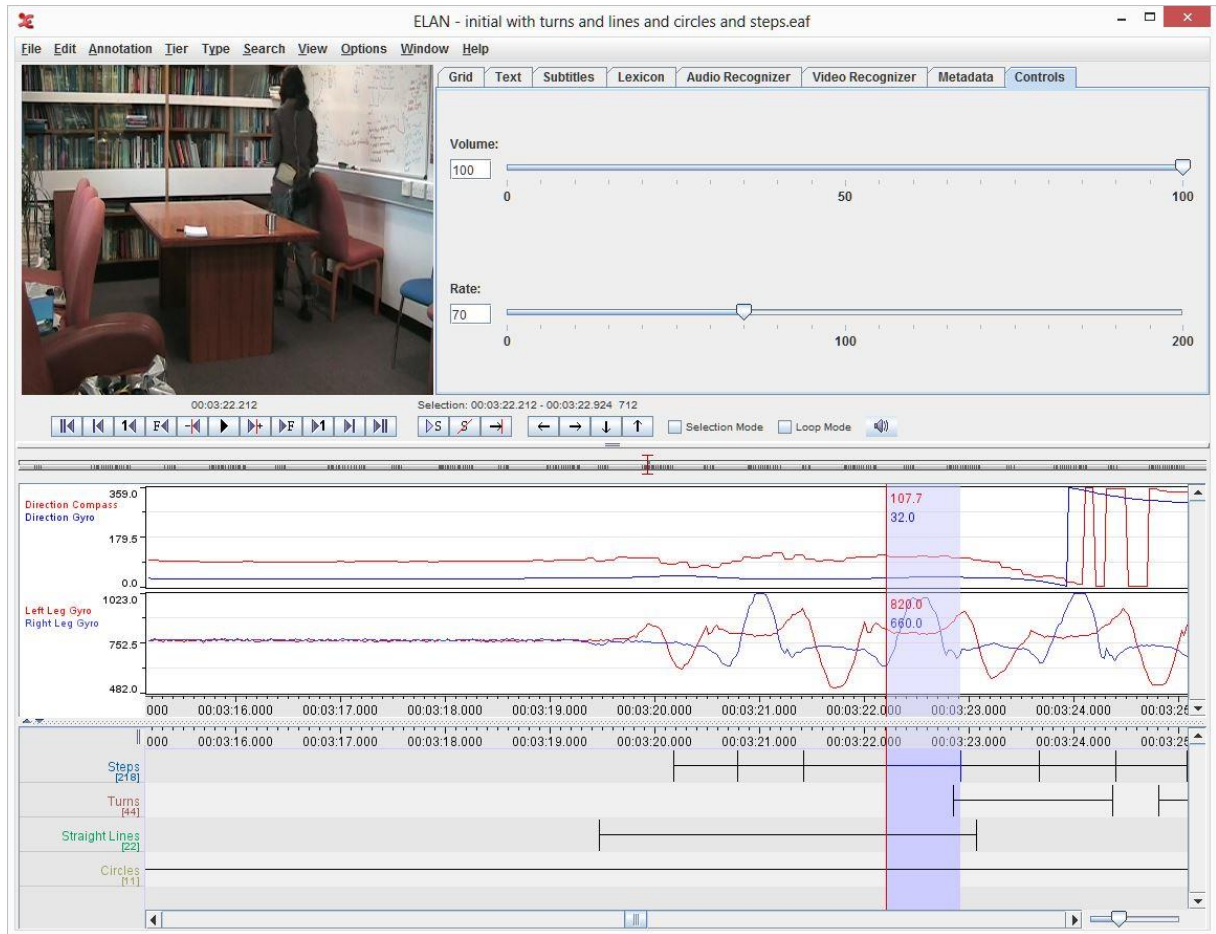 ELAN - initial with turns and lines and circles and steps.eaf
File Edit Annotation Tier Type Search View Options Window Help
Grid Text Subtitles Lexicon Audio Recognizer Video Recognizer Metadata Controls
Volume:
100
0 50 100
Rate:
70
0 100 200
00:03:22.212 Selection: 00:03:22.212 - 00:03:22.924 712
1 F + F 1 S S Selection Mode Loop Mode
359.0
Direction Compass
Direction Gyro
179.5
0.0
107.7
32.0
1023.0
Left Leg Gyro
Right Leg Gyro
752.5
482.0
820.0
660.0
000 00:03:16.000 00:03:17.000 00:03:18.000 00:03:19.000 00:03:20.000 00:03:21.000 00:03:22.000 00:03:23.000 00:03:24.000 00:03:25
000 00:03:16.000 00:03:17.000 00:03:18.000 00:03:19.000 00:03:20.000 00:03:21.000 00:03:22.000 00:03:23.000 00:03:24.000 00:03:25
Steps
[218]
Turns
[44]
Straight Lines
[22]
Circles
[11]